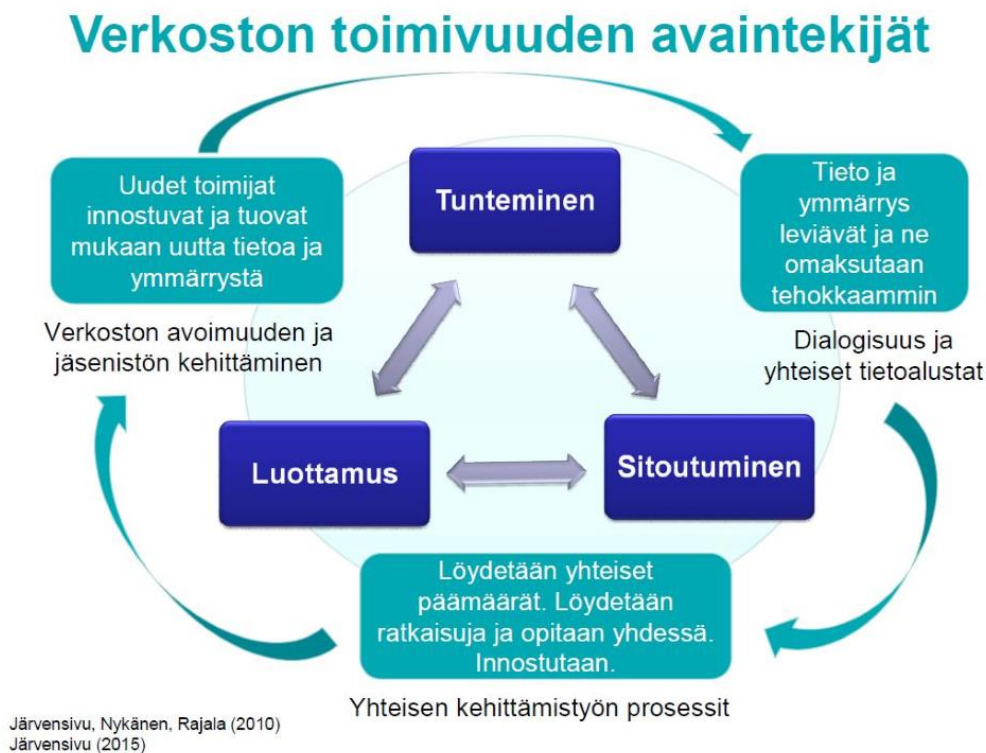 Verkoston toimivuuden avaintekijät
Uudet toimijat
innostuvat ja tuovat
mukaan uutta tietoa ja
ymmärrystä
Verkoston avoimuuden ja
jäsenistön kehittäminen
Tunteminen
Tieto ja
ymmärrys
leviävät ja ne
omaksutaan
tehokkaammin
Dialogisuus ja
yhteiset tietoalustat
Luottamus
Sitoutuminen
Löydetään yhteiset
päämäärät. Löydetään
ratkaisuja ja opitaan yhdessä.
Innostutaan.
Yhteisen kehittämistyön prosessit
Järvensivu, Nykänen, Rajala (2010)
Järvensivu (2015)